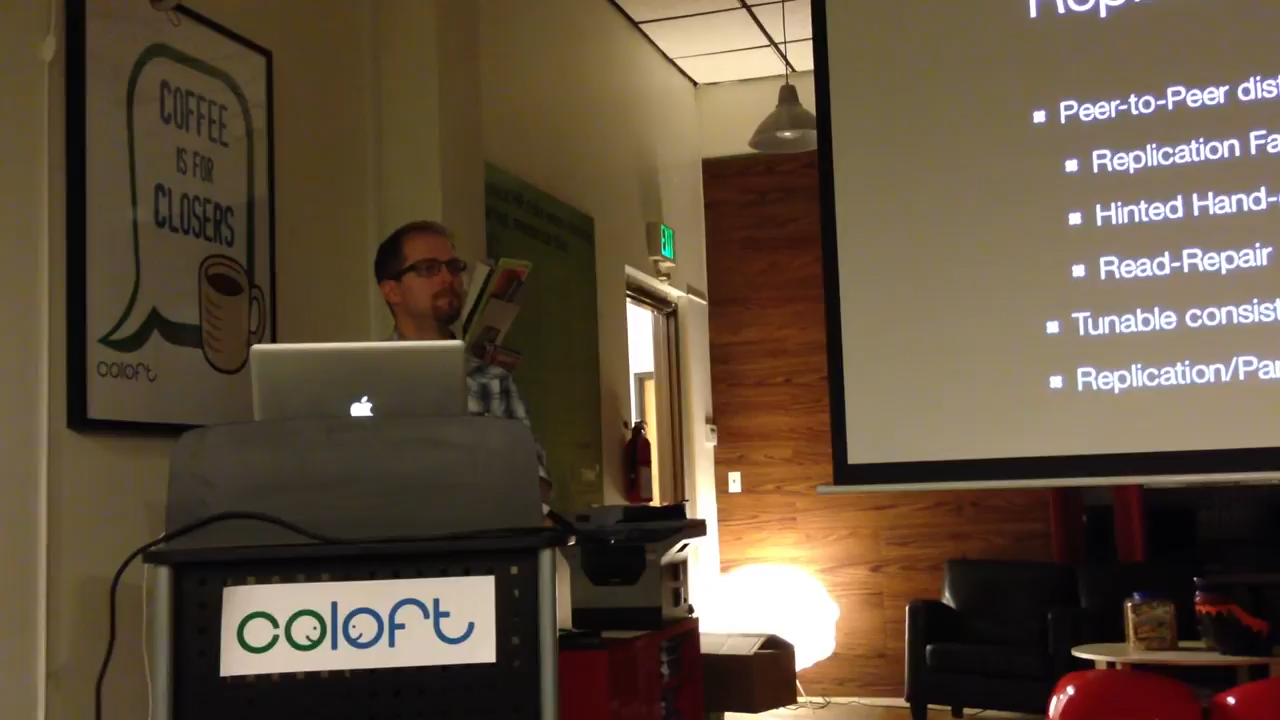 COFFEE
IS FOR
CLOSERS
coloft
EXIT
Peer-to-Peer dist
Replication Fa
Hinted Hand-
Read-Repair
Tunable consist
Replication/Par
coloft